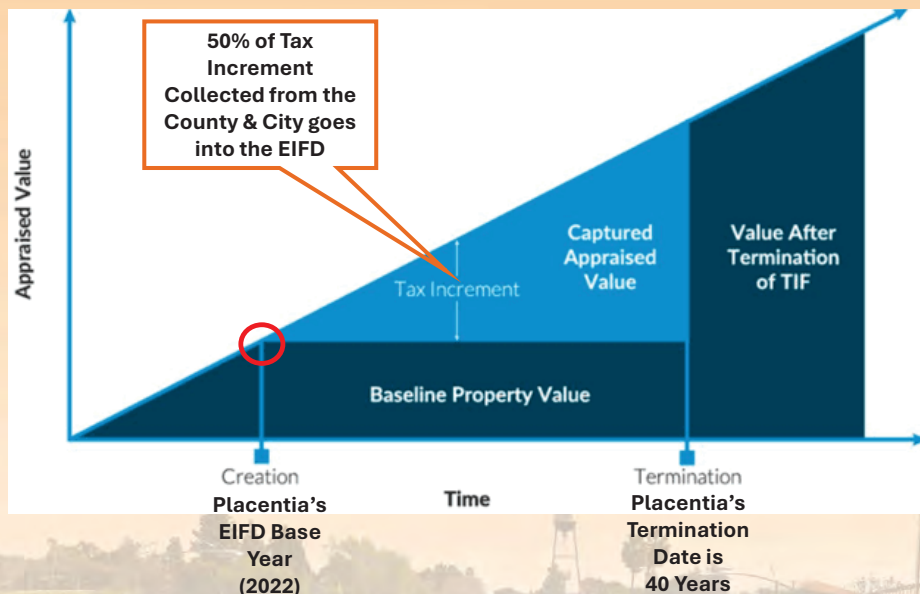 50% of Tax
Increment
Collected from the
County & City goes
into the EIFD
Appraised Value
Tax Increment
Captured
Appraised
Value
Value After
Termination
of TIF
Baseline Property Value
Creation
Placentia's
EIFD Base
Year
(2022)
Time
Termination
Placentia's
Termination
Date is
40 Years